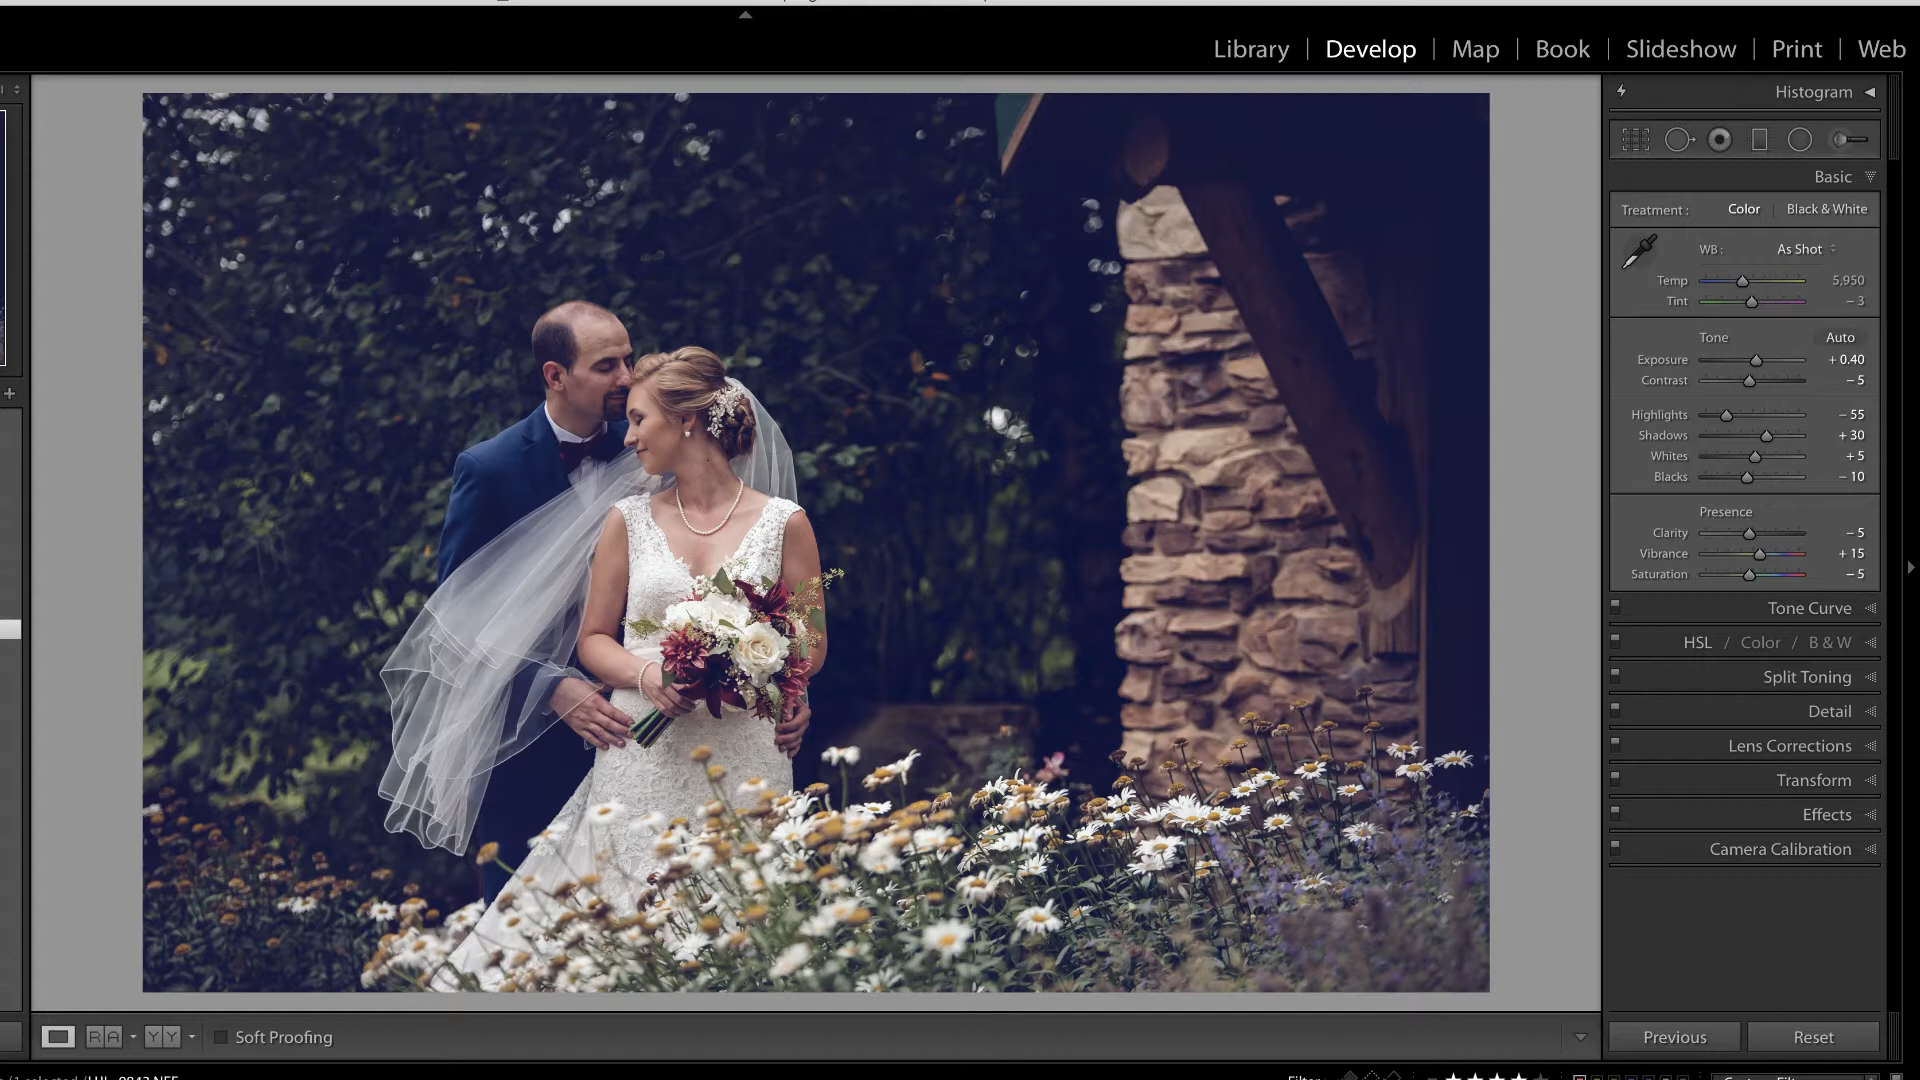 Library | Develop | Map | Book | Slideshow | Print | Web
Histogram
Basic
Treatment : Color | Black & White
WB : As Shot
Temp 5,950
Tint – 3
Tone Auto
Exposure + 0.40
Contrast – 5
Highlights – 55
Shadows + 30
Whites + 5
Blacks – 10
Presence
Clarity – 5
Vibrance + 15
Saturation – 5
Tone Curve
HSL / Color / B & W
Split Toning
Detail
Lens Corrections
Transform
Effects
Camera Calibration
R A Y Y Soft Proofing
Previous Reset